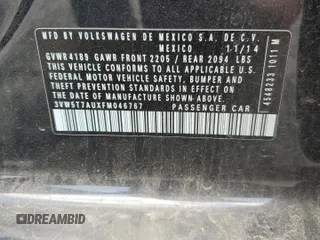 MFD BY VOLKSWAGEN DE MEXICO S.A. DE C.V.
MEXICO 11/14
GVWR 4189 GAWR FRONT 2205 / REAR 2094 LBS
THIS VEHICLE CONFORMS TO ALL APPLICABLE
FEDERAL MOTOR VEHICLE SAFETY,
BUMPER, AND THEFT PREVENTION
STANDARDS IN EFFECT ON THE DATE OF
MANUFACTURE SHOWN ABOVE
3VW5T7AUXFM046767 PASSENGER CAR
4548233 1011 M
DREAMBID